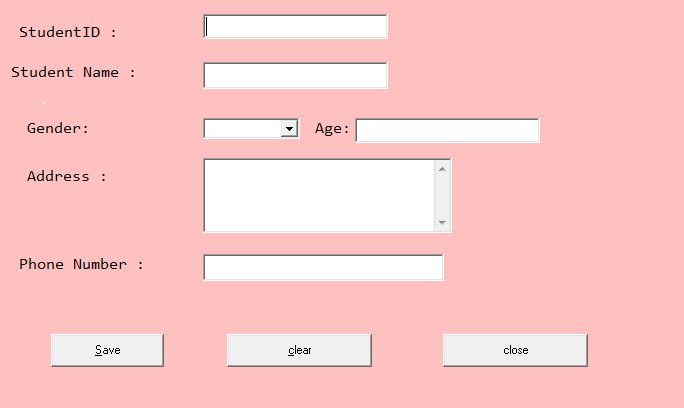 StudentID :
Student Name :
Gender: Age:
Address :
Phone Number :
Save clear close